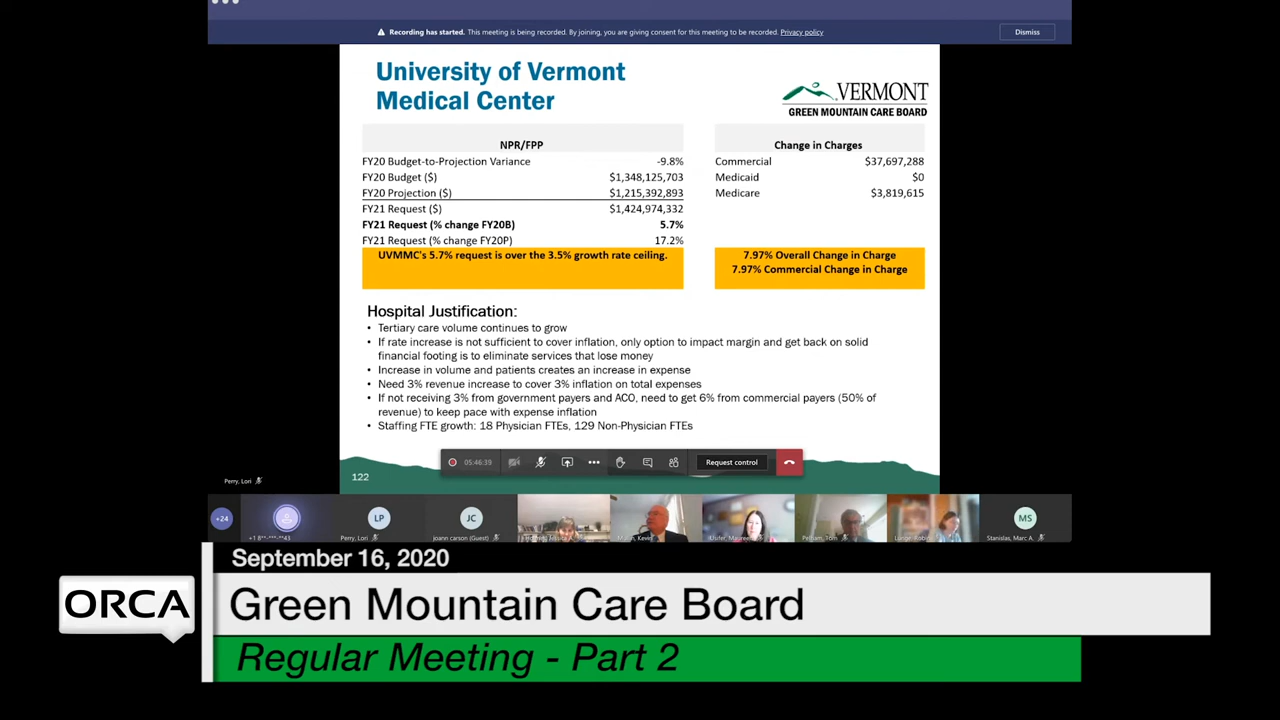 Recording has started. This meeting is being recorded. By joining, you are giving consent for this meeting to be recorded. Privacy policy
Dismiss
University of Vermont
Medical Center
VERMONT
GREEN MOUNTAIN CARE BOARD
NPR/FPP
FY20 Budget-to-Projection Variance -9.8%
FY20 Budget ($) $1,348,125,703
FY20 Projection ($) $1,215,392,893
FY21 Request ($) $1,424,974,332
FY21 Request (% change FY20B) 5.7%
FY21 Request (% change FY20P) 17.2%
UVMMC's 5.7% request is over the 3.5% growth rate ceiling.
Change in Charges
Commercial $37,697,288
Medicaid $0
Medicare $3,819,615
7.97% Overall Change in Charge
7.97% Commercial Change in Charge
Hospital Justification:
• Tertiary care volume continues to grow
• If rate increase is not sufficient to cover inflation, only option to impact margin and get back on solid
financial footing is to eliminate services that lose money
• Increase in volume and patients creates an increase in expense
• Need 3% revenue increase to cover 3% inflation on total expenses
• If not receiving 3% from government payers and ACO, need to get 6% from commercial payers (50% of
revenue) to keep pace with expense inflation
• Staffing FTE growth: 18 Physician FTEs, 129 Non-Physician FTEs
05:46:39
Request control
122
Perry, Lori
+24
LP
JC
MS
Perry, Lori
joann carson (Guest)
Pelham, Tom
Stanislas, Marc A.
September 16, 2020
ORCA
Green Mountain Care Board
Regular Meeting - Part 2